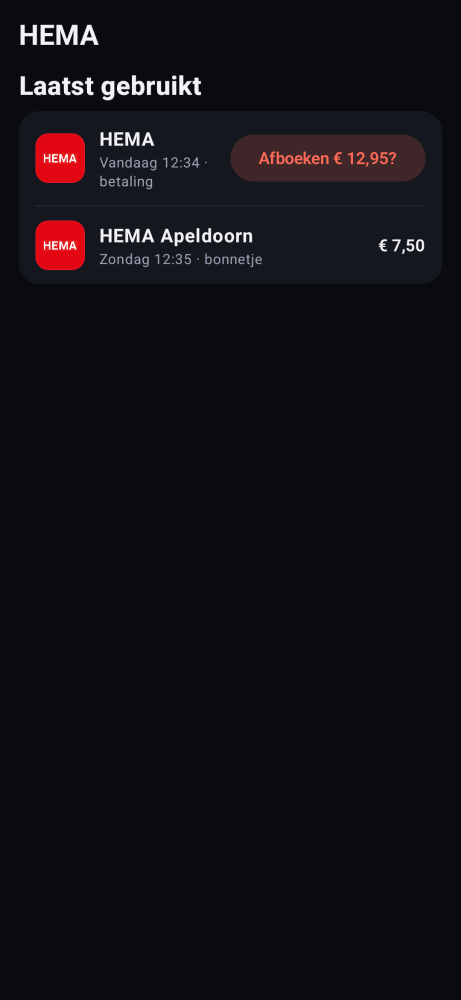 HEMA
Laatst gebruikt
HEMA
HEMA
Vandaag 12:34 ·
betaling
Afboeken € 12,95?
HEMA
HEMA Apeldoorn
Zondag 12:35 · bonnetje
€ 7,50